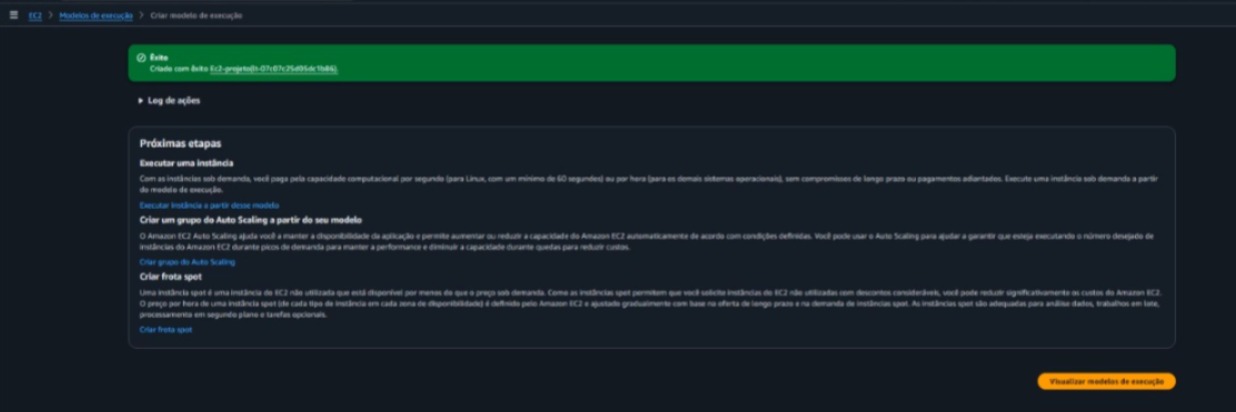 EC2 > Modelos de execução > Criar modelo de execução
Êxito
Criado com êxito Ec2-projeto(lt-07c07c25d05dc1b86).
Log de ações
Próximas etapas
Executar uma instância
Com as instâncias sob demanda, você paga pela capacidade computacional por segundo (para Linux, com um mínimo de 60 segundos) ou por hora (para os demais sistemas operacionais), sem compromissos de longo prazo ou pagamentos adiantados. Execute uma instância sob demanda a partir
do modelo de execução.
Executar instância a partir desse modelo
Criar um grupo do Auto Scaling a partir do seu modelo
O Amazon EC2 Auto Scaling ajuda você a manter a disponibilidade da aplicação e permite aumentar ou reduzir a capacidade do Amazon EC2 automaticamente de acordo com condições definidas. Você pode usar o Auto Scaling para ajudar a garantir que esteja executando o número desejado de
instâncias do Amazon EC2 durante picos de demanda para manter a performance e diminuir a capacidade durante quedas para reduzir custos.
Criar grupo do Auto Scaling
Criar frota spot
Uma instância spot é uma instância do EC2 não utilizada que está disponível por menos do que o preço sob demanda. Como as instâncias spot permitem que você solicite instâncias do EC2 não utilizadas com descontos consideráveis, você pode reduzir significativamente os custos do Amazon EC2.
O preço por hora de uma instância spot (de cada tipo de instância em cada zona de disponibilidade) é definido pelo Amazon EC2 e ajustado gradualmente com base na oferta de longo prazo e na demanda de instâncias spot. As instâncias spot são adequadas para análise dados, trabalhos em lote,
processamento em segundo plano e tarefas opcionais.
Criar frota spot
Visualizar modelos de execução